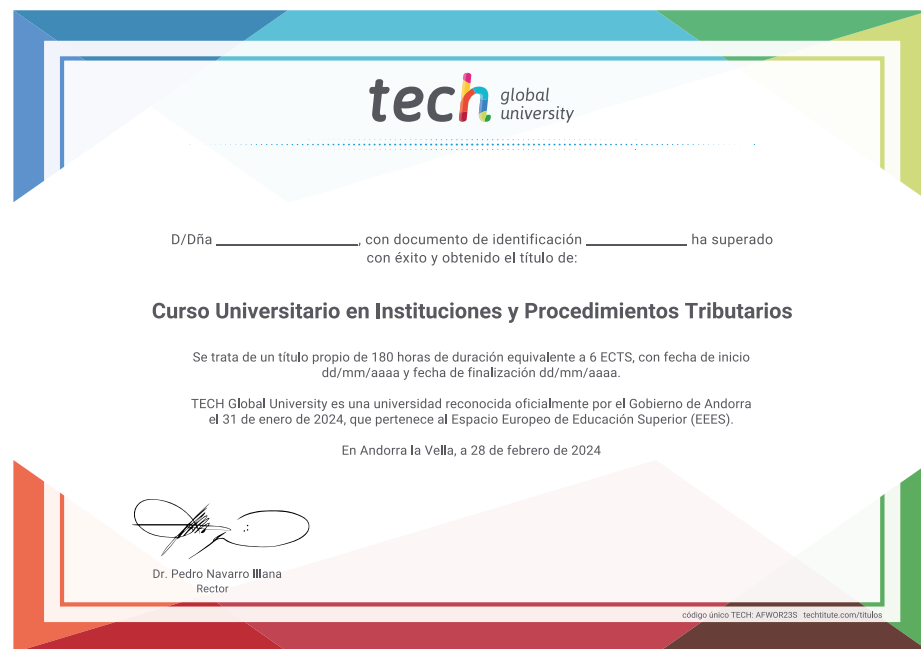 tech global university
D/Dña ________________, con documento de identificación ____________ ha superado
con éxito y obtenido el título de:
Curso Universitario en Instituciones y Procedimientos Tributarios
Se trata de un título propio de 180 horas de duración equivalente a 6 ECTS, con fecha de inicio
dd/mm/aaaa y fecha de finalización dd/mm/aaaa.
TECH Global University es una universidad reconocida oficialmente por el Gobierno de Andorra
el 31 de enero de 2024, que pertenece al Espacio Europeo de Educación Superior (EEES).
En Andorra la Vella, a 28 de febrero de 2024
Dr. Pedro Navarro Illana
Rector
código único TECH: AFWOR23S techtitute.com/titulos